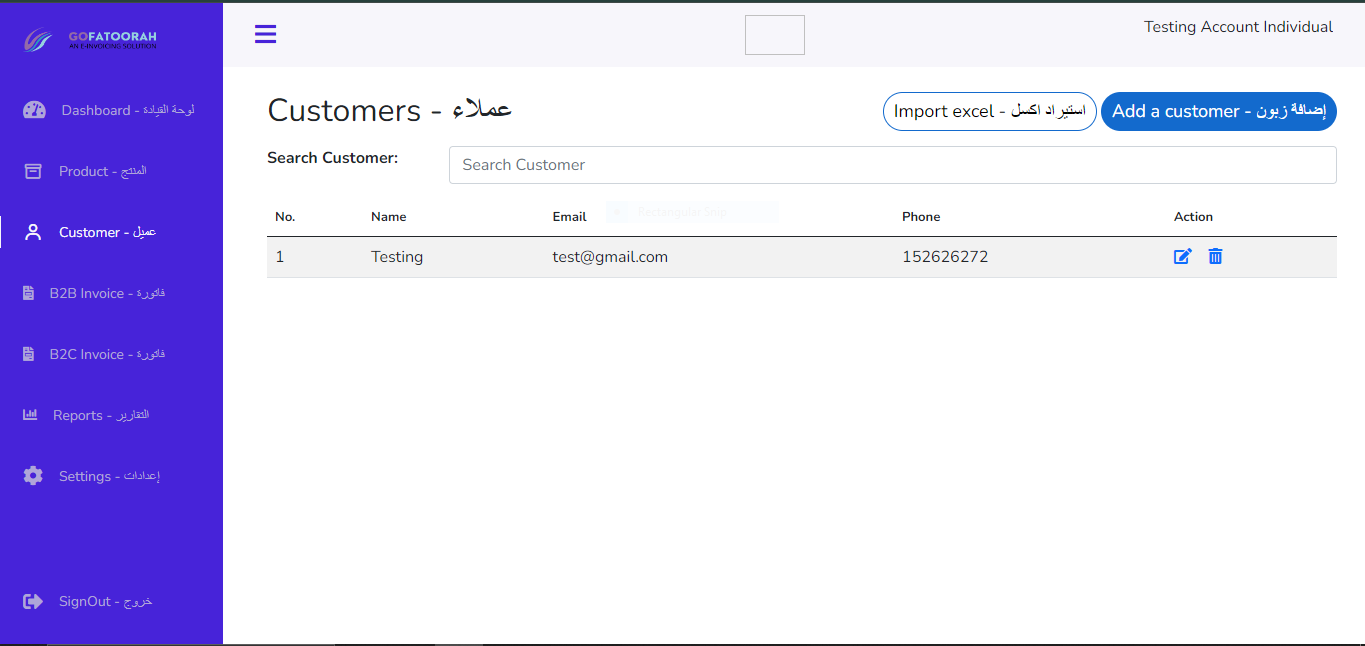 GOFATOORAH
AN E-INVOICING SOLUTION
Testing Account Individual
Dashboard - لوحة القيادة
Product - المنتج
Customer - عميل
B2B Invoice - فاتورة
B2C Invoice - فاتورة
Reports - التقارير
Settings - إعدادات
SignOut - خروج
Customers - عملاء
Import excel - استيراد اكسل
Add a customer - إضافة زبون
Search Customer:
Search Customer
No. Name Email Phone Action
Rectangular Snip
1 Testing test@gmail.com 152626272